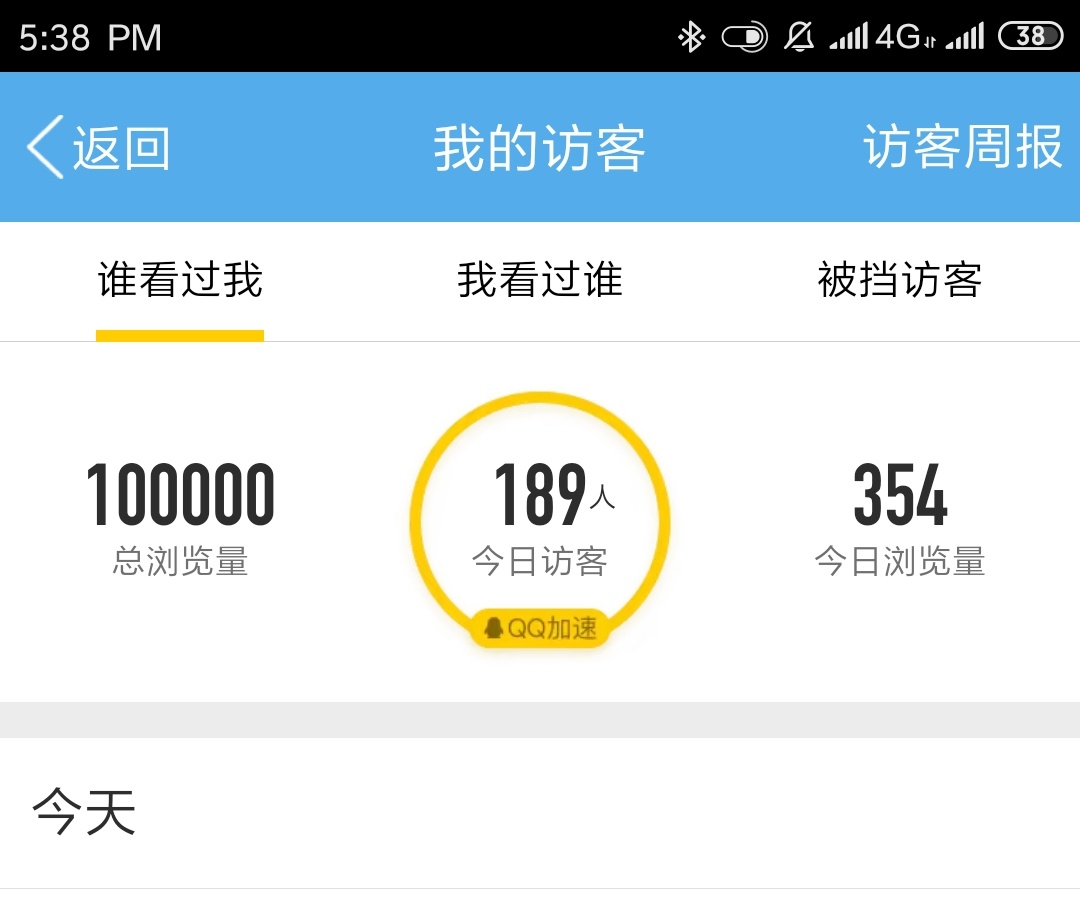 5:38 PM 4G 38
返回 我的访客 访客周报
谁看过我 我看过谁 被挡访客
100000 189人 354
总浏览量 今日访客 今日浏览量
QQ加速
今天